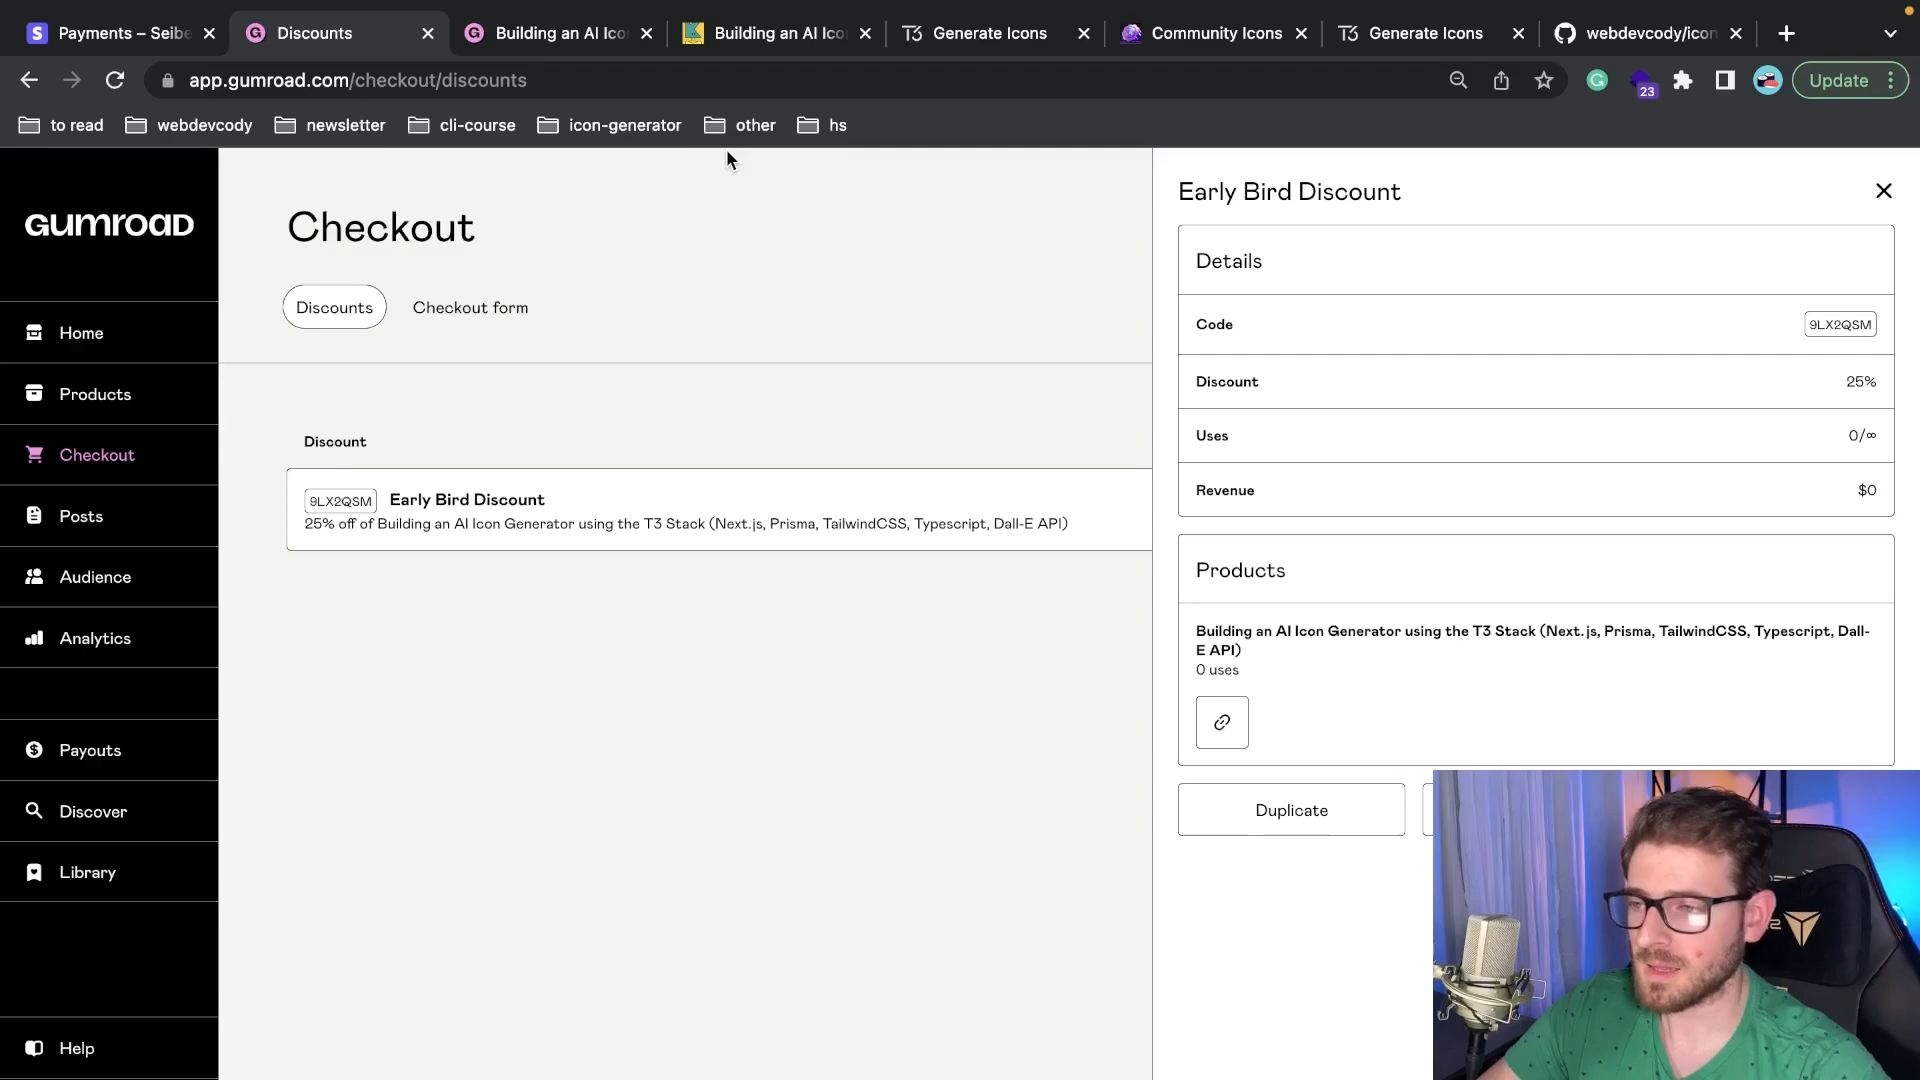 Payments – Seibe
Discounts
Building an AI Ico
Building an AI Ico
Generate Icons
Community Icons
Generate Icons
webdevcody/icon
app.gumroad.com/checkout/discounts
23
Update
to read
webdevcody
newsletter
cli-course
icon-generator
other
hs
GUMROAD
Home
Products
Checkout
Posts
Audience
Analytics
Payouts
Discover
Library
Help
Checkout
Discounts
Checkout form
Discount
9LX2QSM Early Bird Discount
25% off of Building an AI Icon Generator using the T3 Stack (Next.js, Prisma, TailwindCSS, Typescript, Dall-E API)
Early Bird Discount
Details
Code 9LX2QSM
Discount 25%
Uses 0/∞
Revenue $0
Products
Building an AI Icon Generator using the T3 Stack (Next.js, Prisma, TailwindCSS, Typescript, Dall-
E API)
0 uses
Duplicate